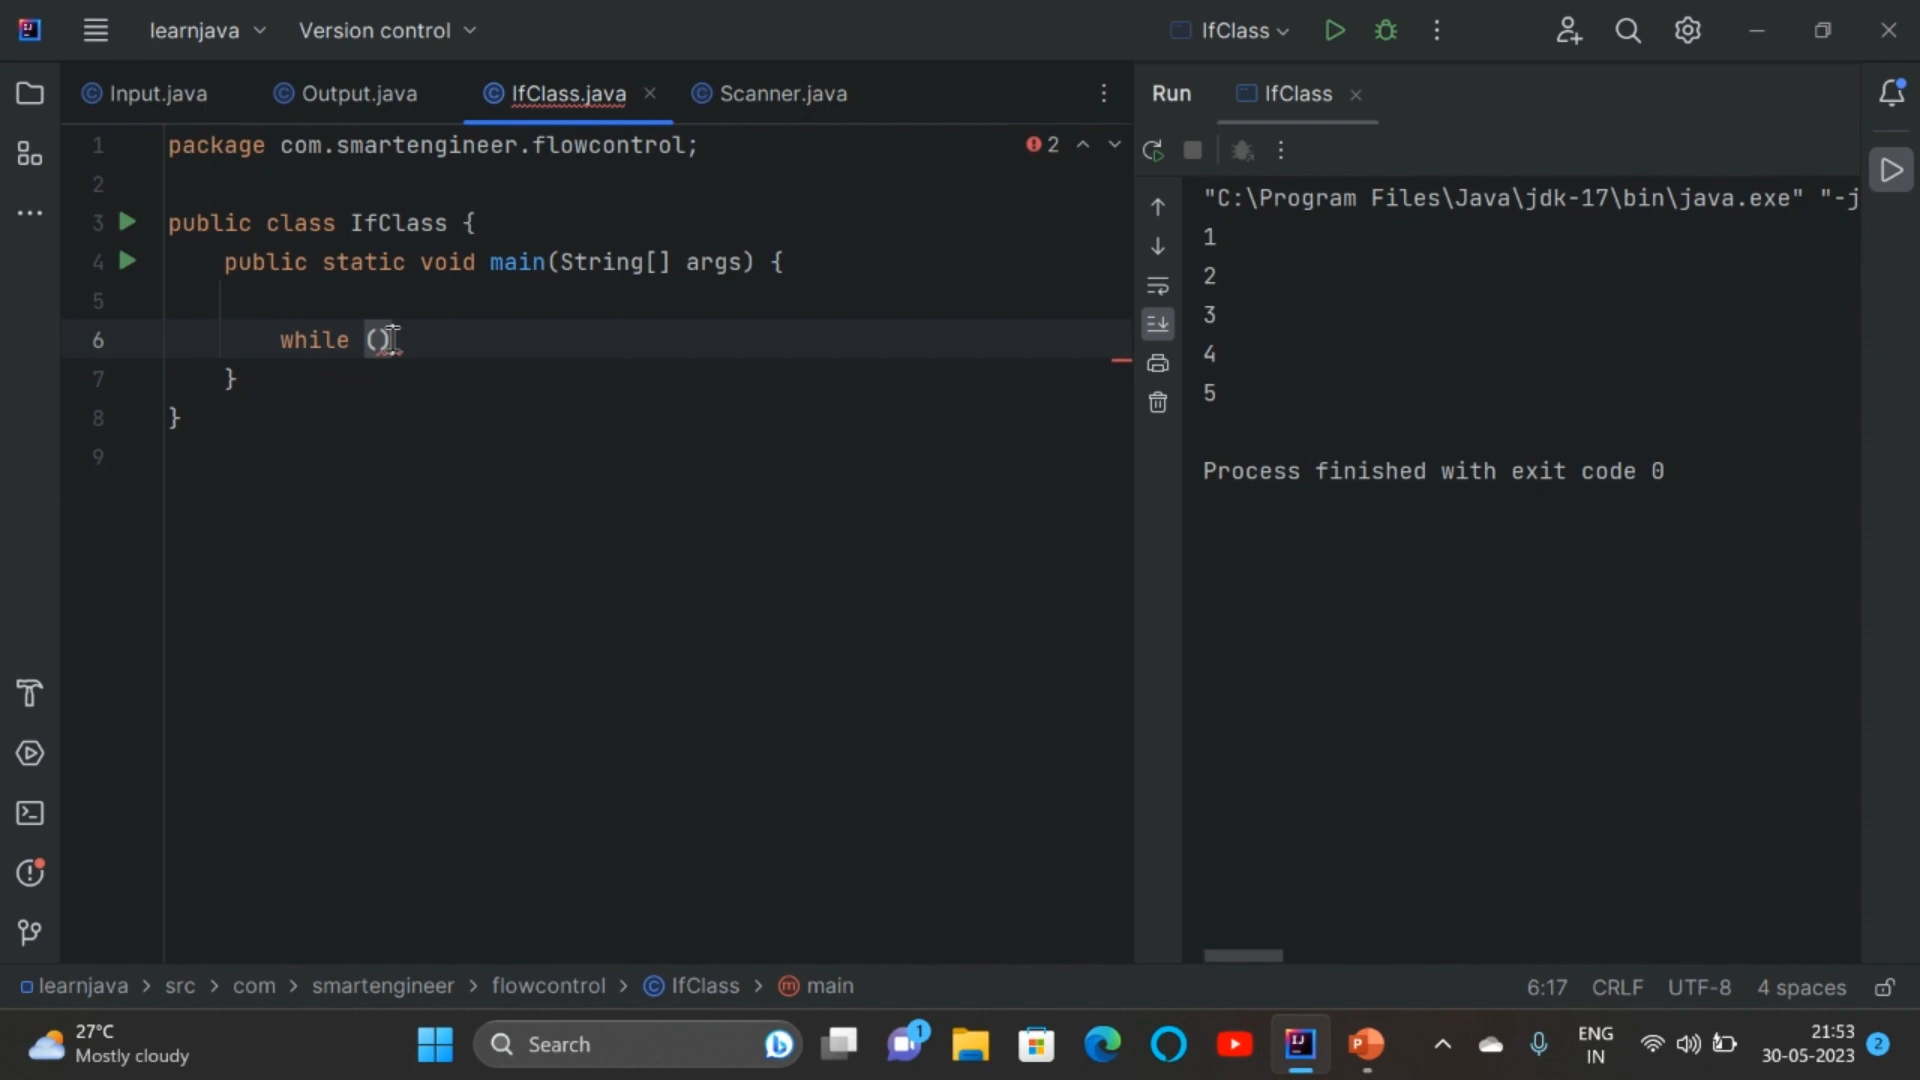 learnjava Version control IfClass
Input.java Output.java IfClass.java Scanner.java Run IfClass
1 package com.smartengineer.flowcontrol; 2
2
3 public class IfClass {
4 public static void main(String[] args) {
5
6 while ()
7 }
8 }
9
"C:\Program Files\Java\jdk-17\bin\java.exe" "-j
1
2
3
4
5
Process finished with exit code 0
learnjava > src > com > smartengineer > flowcontrol > IfClass > main 6:17 CRLF UTF-8 4 spaces
27°C
Mostly cloudy
Search
1
ENG
IN
21:53
30-05-2023
2